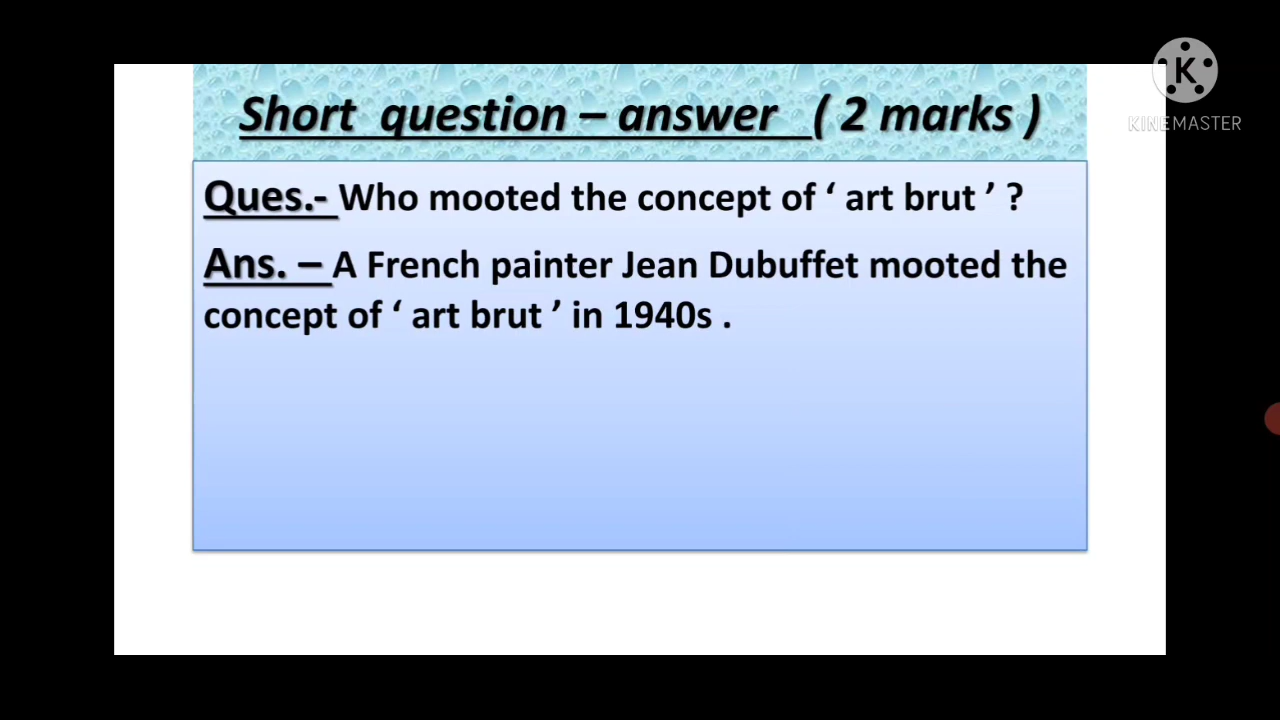 Short question – answer ( 2 marks )
K
KINEMASTER
Ques.- Who mooted the concept of ‘ art brut ’ ?
Ans. – A French painter Jean Dubuffet mooted the
concept of ‘ art brut ’ in 1940s .